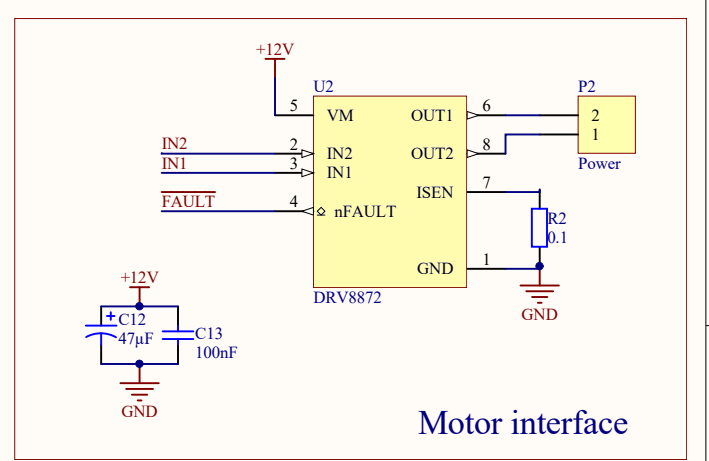 +12V
U2
P2
5
VM
OUT1
6
2
1
IN2
2
IN2
OUT2
8
IN1
3
IN1
Power
ISEN
7
FAULT
4
nFAULT
R2
0.1
GND
1
DRV8872
GND
+12V
+
C12
47µF
C13
100nF
GND
Motor interface